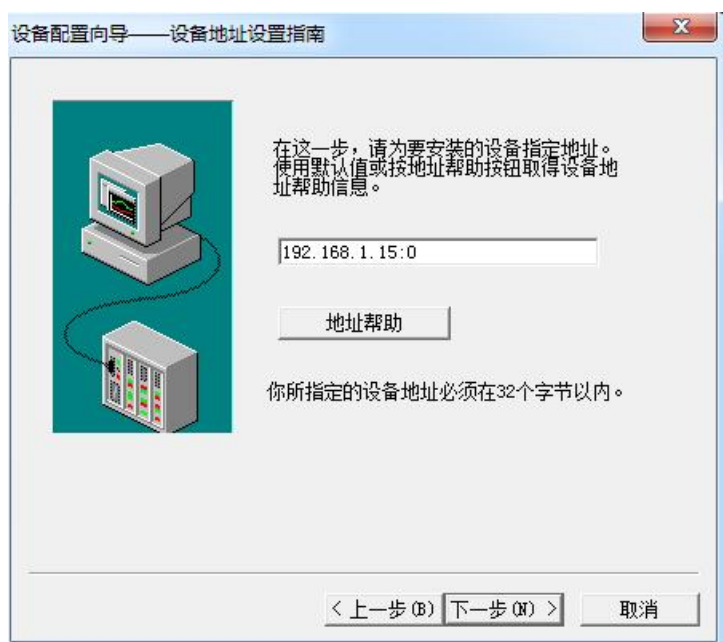 设备配置向导——设备地址设置指南
在这一步，请为要安装的设备指定地址。
使用默认值或按地址帮助按钮取得设备地
址帮助信息。
192.168.1.15:0
地址帮助
你所指定的设备地址必须在32个字节以内。
< 上一步(B) 下一步(N) > 取消